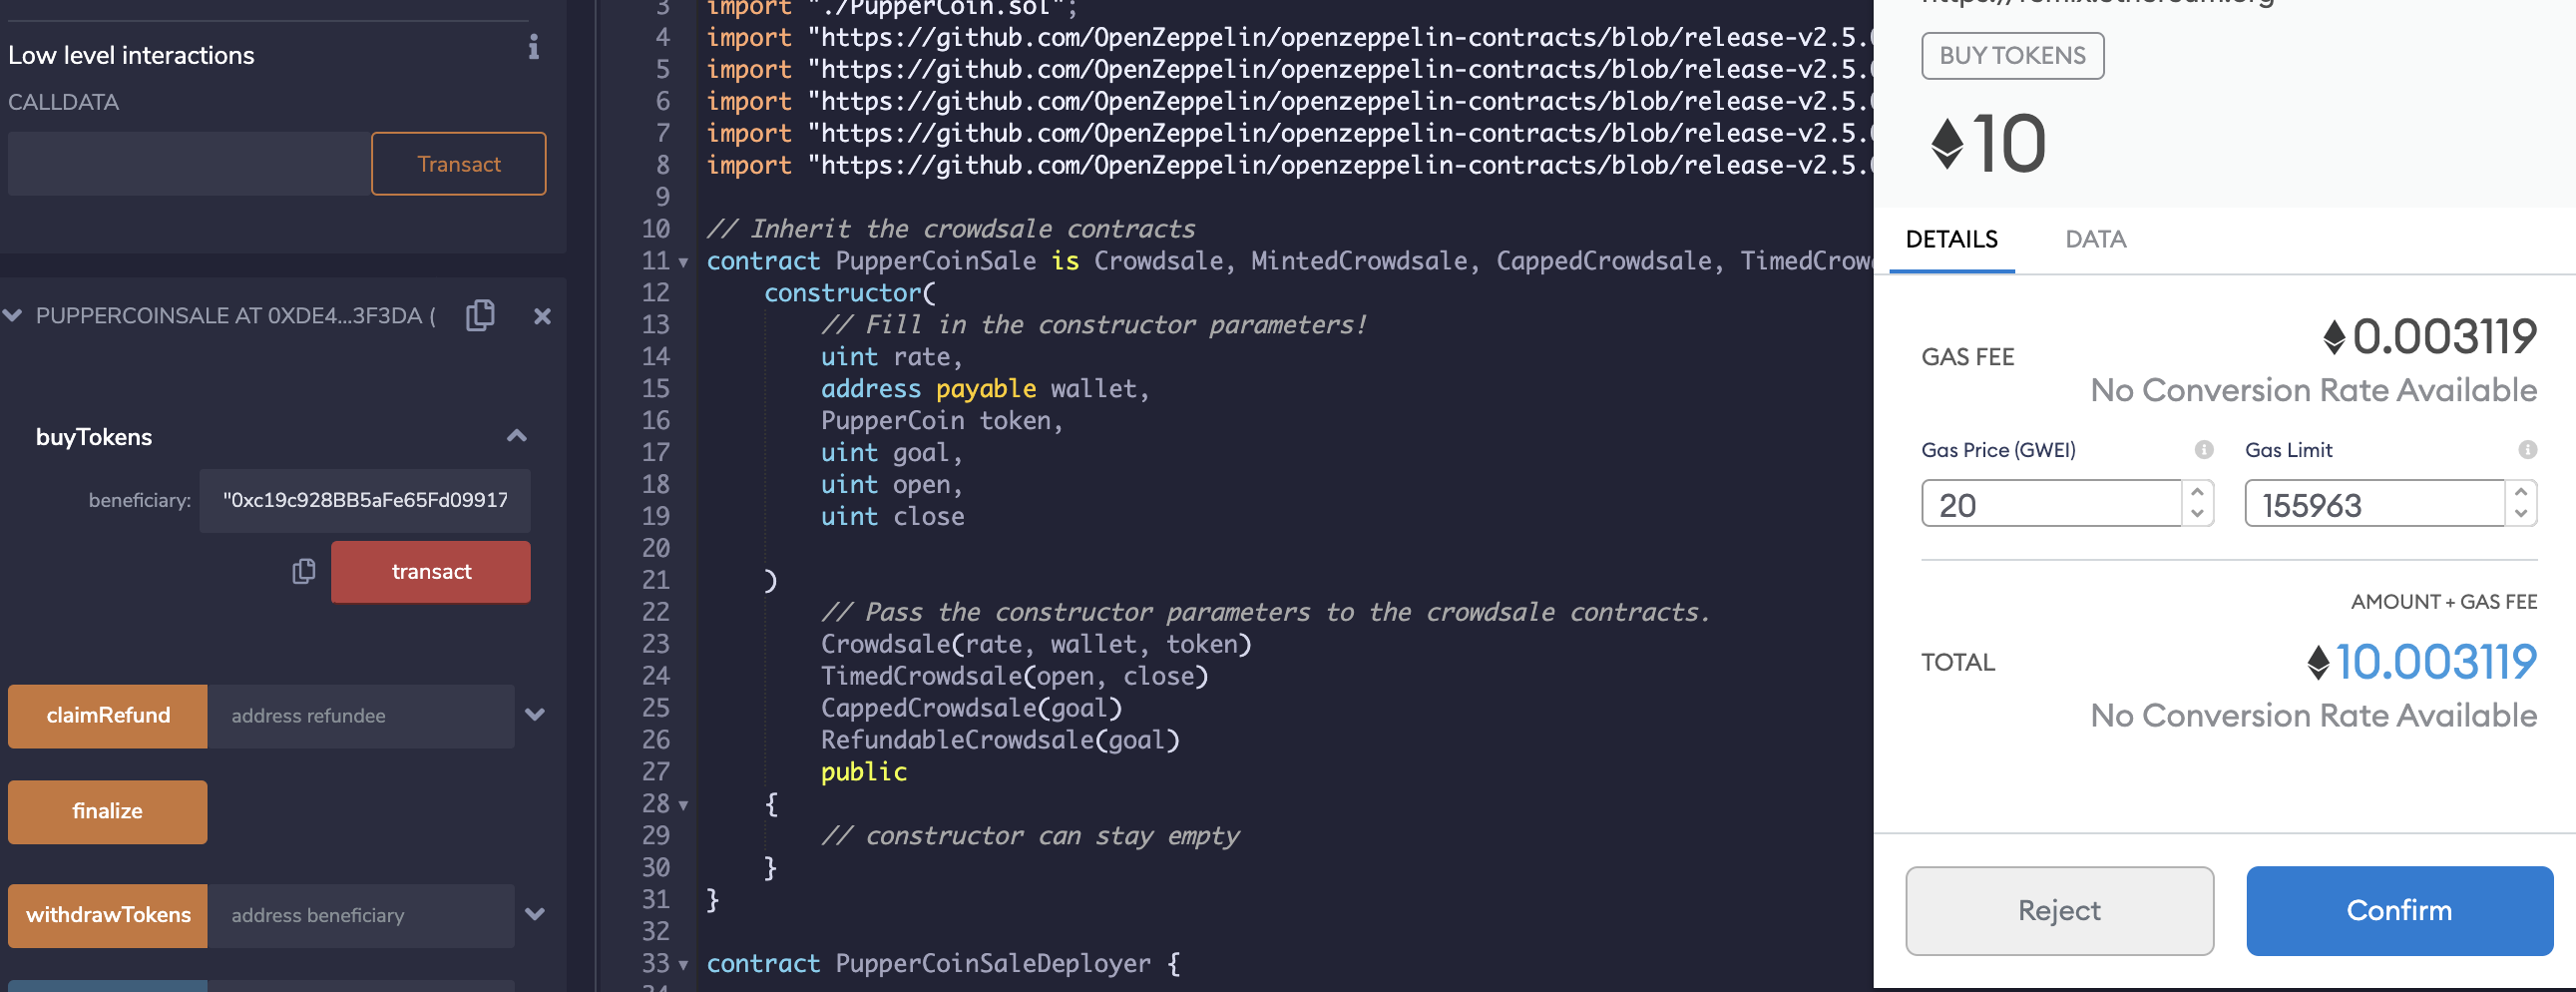 Low level interactions
CALLDATA
Transact
PUPPERCOINSALE AT 0XDE4...3F3DA (
buyTokens
beneficiary: "0xc19c928BB5aFe65Fd09917
transact
claimRefund address refundee
finalize
withdrawTokens address beneficiary
3 import "./PupperCoin.sol";
4 import "https://github.com/OpenZeppelin/openzeppelin-contracts/blob/release-v2.5.
5 import "https://github.com/OpenZeppelin/openzeppelin-contracts/blob/release-v2.5.
6 import "https://github.com/OpenZeppelin/openzeppelin-contracts/blob/release-v2.5.
7 import "https://github.com/OpenZeppelin/openzeppelin-contracts/blob/release-v2.5.
8 import "https://github.com/OpenZeppelin/openzeppelin-contracts/blob/release-v2.5.
9
10 // Inherit the crowdsale contracts
11 contract PupperCoinSale is Crowdsale, MintedCrowdsale, CappedCrowdsale, TimedCrow
12 constructor(
13 // Fill in the constructor parameters!
14 uint rate,
15 address payable wallet,
16 PupperCoin token,
17 uint goal,
18 uint open,
19 uint close
20
21 )
22 // Pass the constructor parameters to the crowdsale contracts.
23 Crowdsale(rate, wallet, token)
24 TimedCrowdsale(open, close)
25 CappedCrowdsale(goal)
26 RefundableCrowdsale(goal)
27 public
28 {
29 // constructor can stay empty
30 }
31 }
32
33 contract PupperCoinSaleDeployer {
https://remix.ethereum.org
BUY TOKENS
10
DETAILS DATA
GAS FEE 0.003119
No Conversion Rate Available
Gas Price (GWEI) Gas Limit
20 155963
AMOUNT + GAS FEE
TOTAL 10.003119
No Conversion Rate Available
Reject Confirm